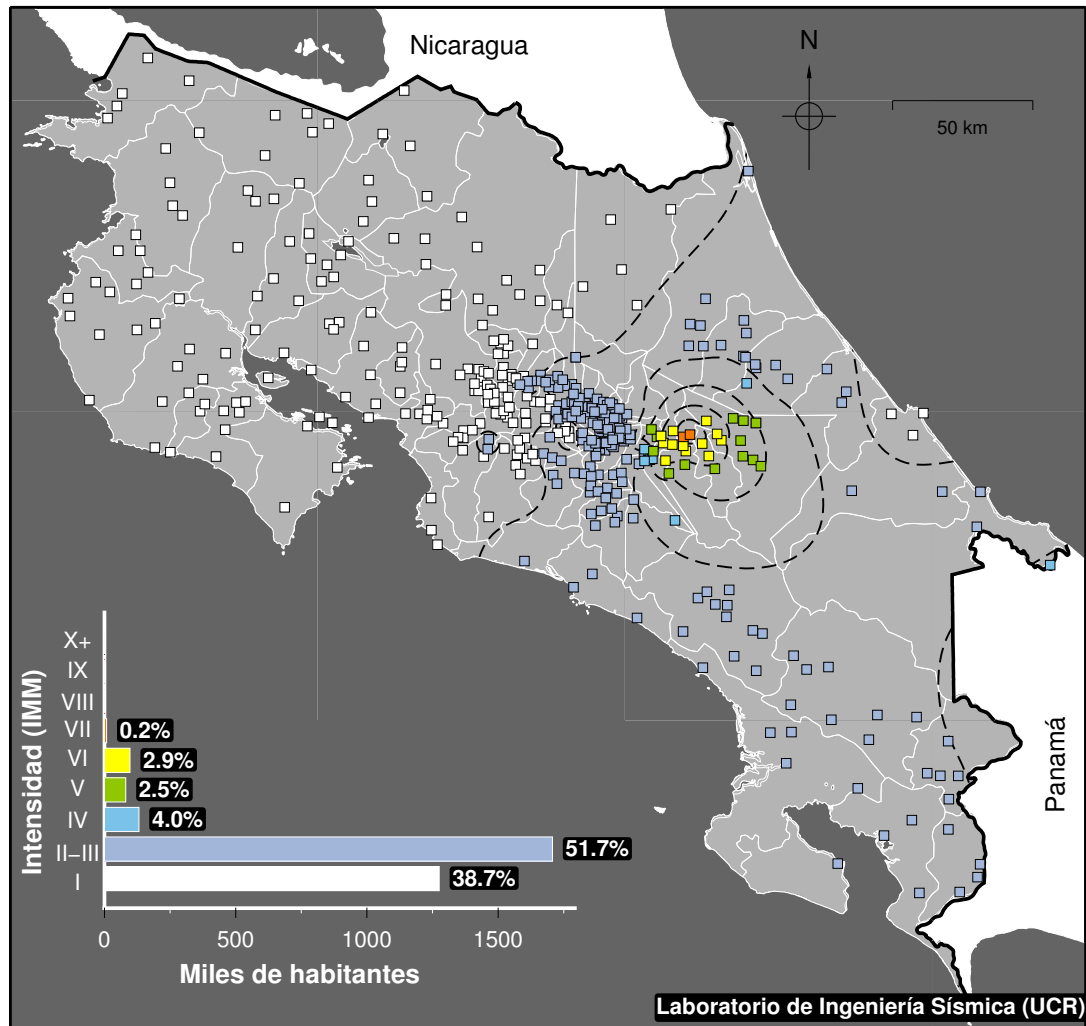 Nicaragua
N
50 km
Panamá
Intensidad (IMM)
X+
IX
VIII
VII 0.2%
VI 2.9%
V 2.5%
IV 4.0%
II–III 51.7%
I 38.7%
0 500 1000 1500
Miles de habitantes
Laboratorio de Ingeniería Sísmica (UCR)